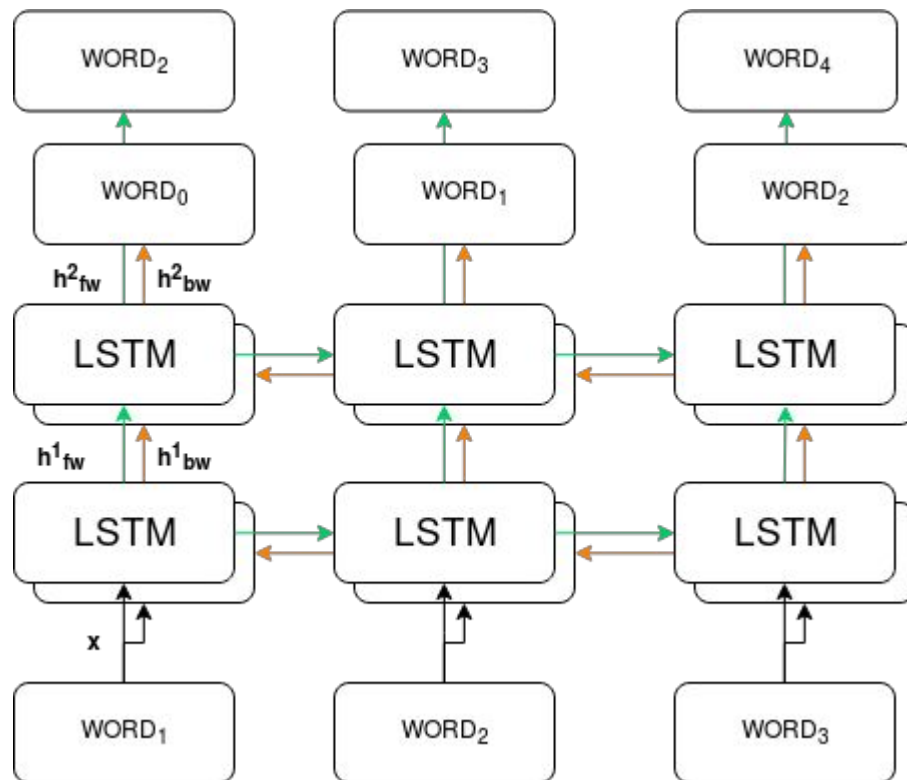 WORD₂ WORD₃ WORD₄
WORD₀ WORD₁ WORD₂
h²fw h²bw
LSTM LSTM LSTM
h¹fw h¹bw
LSTM LSTM LSTM
x
WORD₁ WORD₂ WORD₃